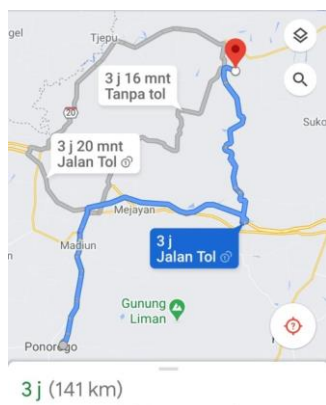 gel
Tjepu
3 j 16 mnt
Tanpa tol
20
Suko
3 j 20 mnt
Jalan Tol
Mejayan
3 j
Jalan Tol
Madiun
Gunung
Liman
Ponorogo
3 j (141 km)